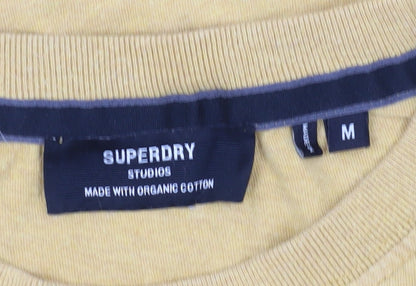 SUPERDRY
STUDIOS
MADE WITH ORGANIC COTTON
M